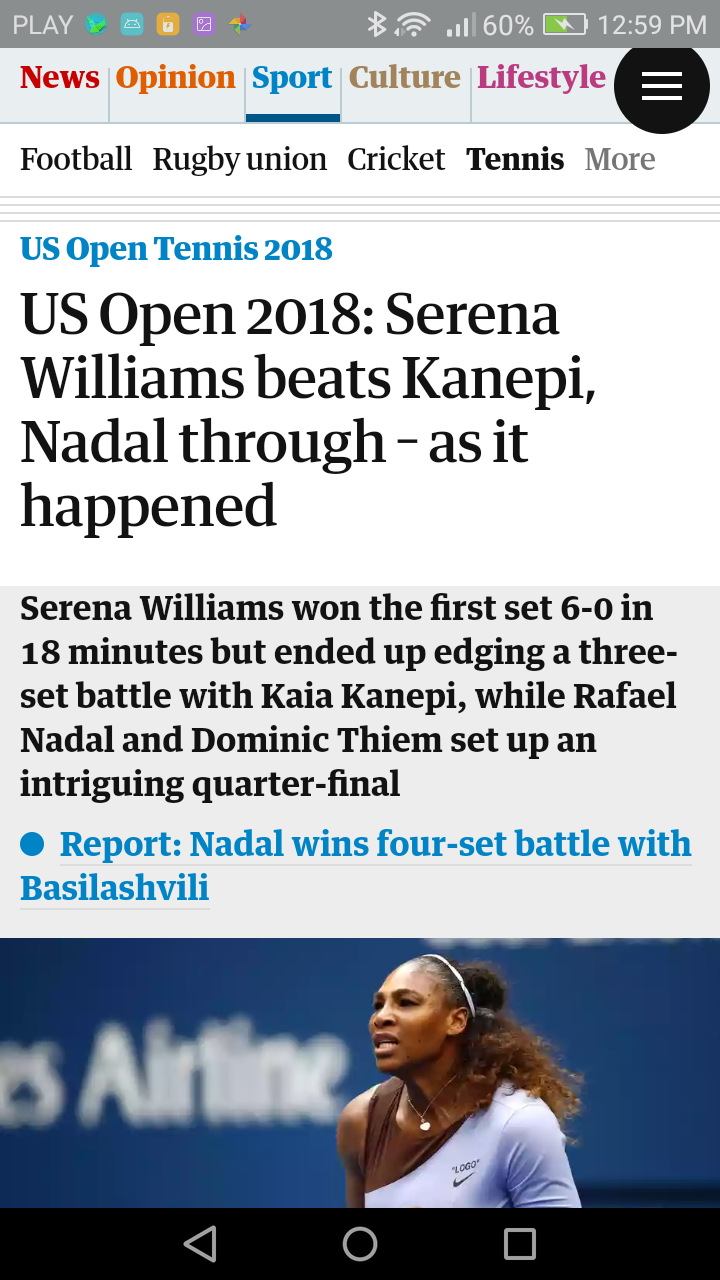 PLAY 60% 12:59 PM
News Opinion Sport Culture Lifestyle
Football Rugby union Cricket Tennis More
US Open Tennis 2018
US Open 2018: Serena
Williams beats Kanepi,
Nadal through – as it
happened
Serena Williams won the first set 6-0 in
18 minutes but ended up edging a three-
set battle with Kaia Kanepi, while Rafael
Nadal and Dominic Thiem set up an
intriguing quarter-final
Report: Nadal wins four-set battle with
Basilashvili
es Airline
"LOGO"